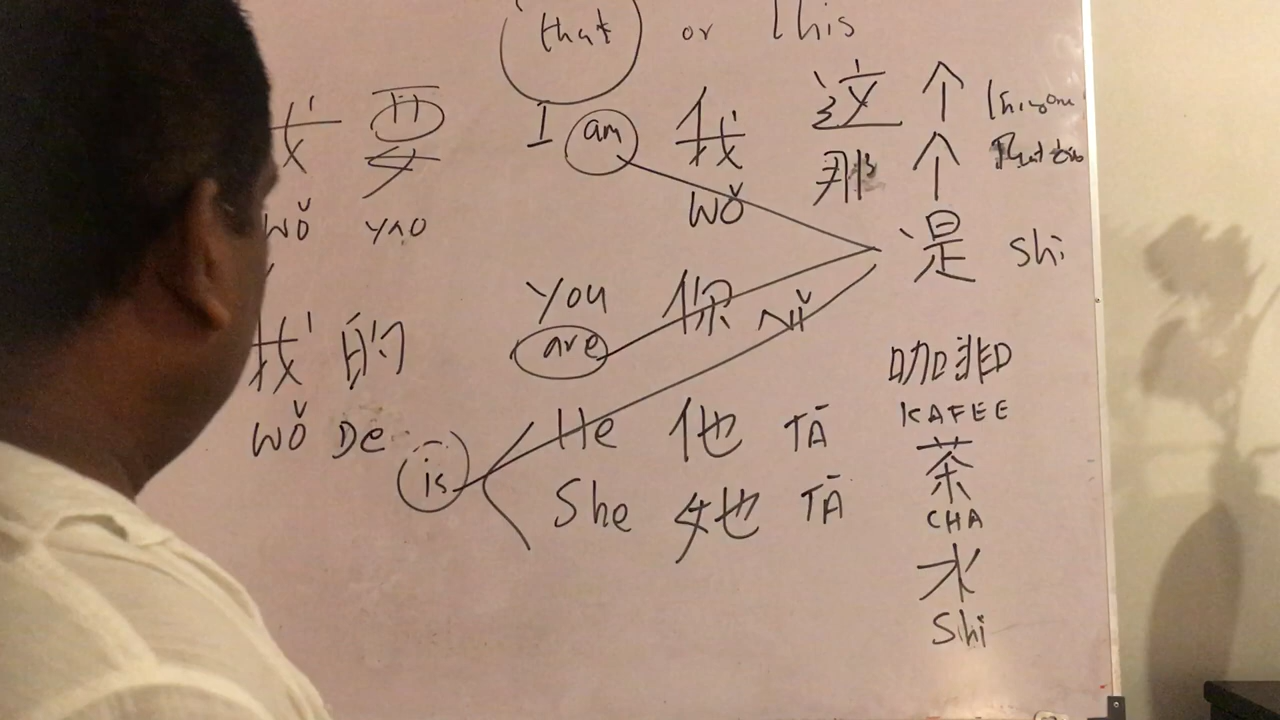 that or This
我 要 I am 我 这 个
那 个
wǒ yao wǒ
是 shi
You 你 Nǐ
我 的 are
咖啡
KAFEE
wǒ De He 他 TĀ
茶
is
She 她 TĀ
CHA
水
Shi